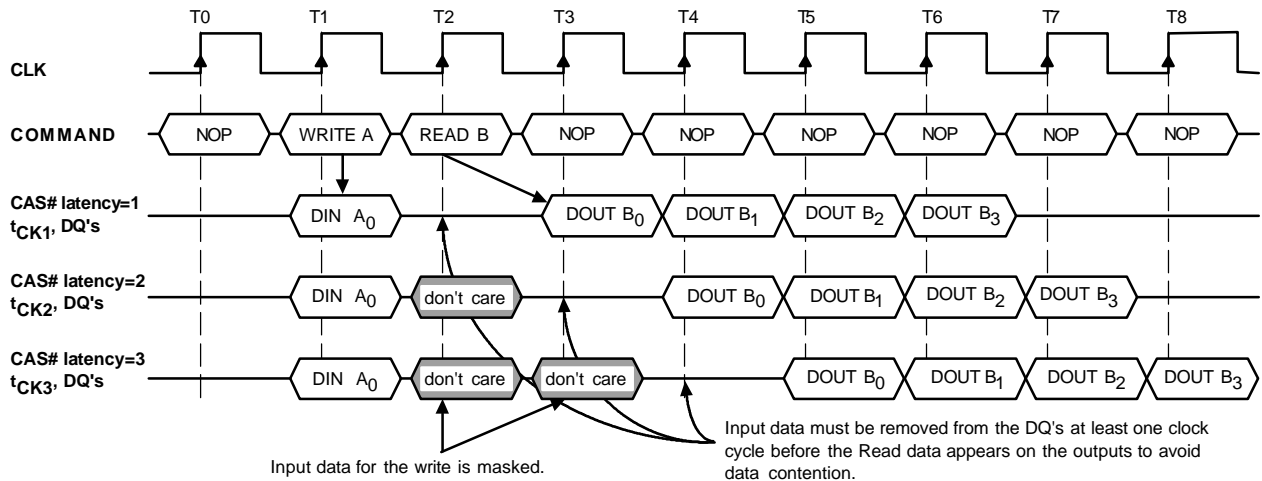 T0 T1 T2 T3 T4 T5 T6 T7 T8
CLK
COMMAND NOP WRITE A READ B NOP NOP NOP NOP NOP NOP
CAS# latency=1
tCK1, DQ's DIN A0 DOUT B0 DOUT B1 DOUT B2 DOUT B3
CAS# latency=2
tCK2, DQ's DIN A0 don't care DOUT B0 DOUT B1 DOUT B2 DOUT B3
CAS# latency=3
tCK3, DQ's DIN A0 don't care don't care DOUT B0 DOUT B1 DOUT B2 DOUT B3
Input data for the write is masked.
Input data must be removed from the DQ's at least one clock
cycle before the Read data appears on the outputs to avoid
data contention.